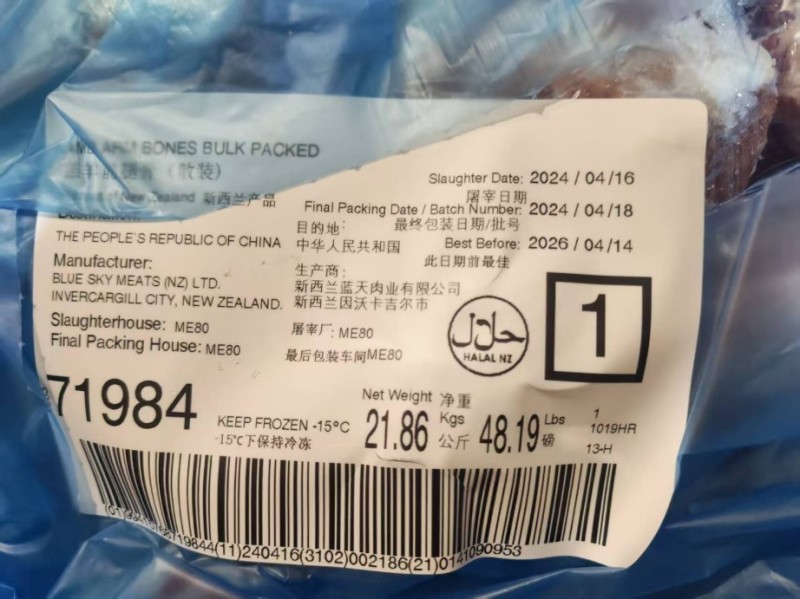 BONES BULK PACKED
（散装）
Slaughter Date: 2024 / 04 /16
屠宰日期
of New Zealand 新西兰产品
Final Packing Date / Batch Number: 2024 / 04 /18
目的地: 最终包装日期/批号
THE PEOPLE'S REPUBLIC OF CHINA 中华人民共和国
Best Before: 2026 / 04 /14
此日期前最佳
Manufacturer: 生产商:
BLUE SKY MEATS (NZ) LTD. 新西兰蓝天肉业有限公司
INVERCARGILL CITY, NEW ZEALAND. 新西兰因沃卡吉尔市
Slaughterhouse: ME80 屠宰厂: ME80
Final Packing House: ME80 最后包装车间ME80
حلال
HALAL NZ
1
71984
KEEP FROZEN -15°C
-15℃下保持冷冻
Net Weight 净重
21.86 Kgs 公斤 48.19 Lbs 磅
1
1019HR
13-H
19844(11)240416(3102)002186(21)0141090953